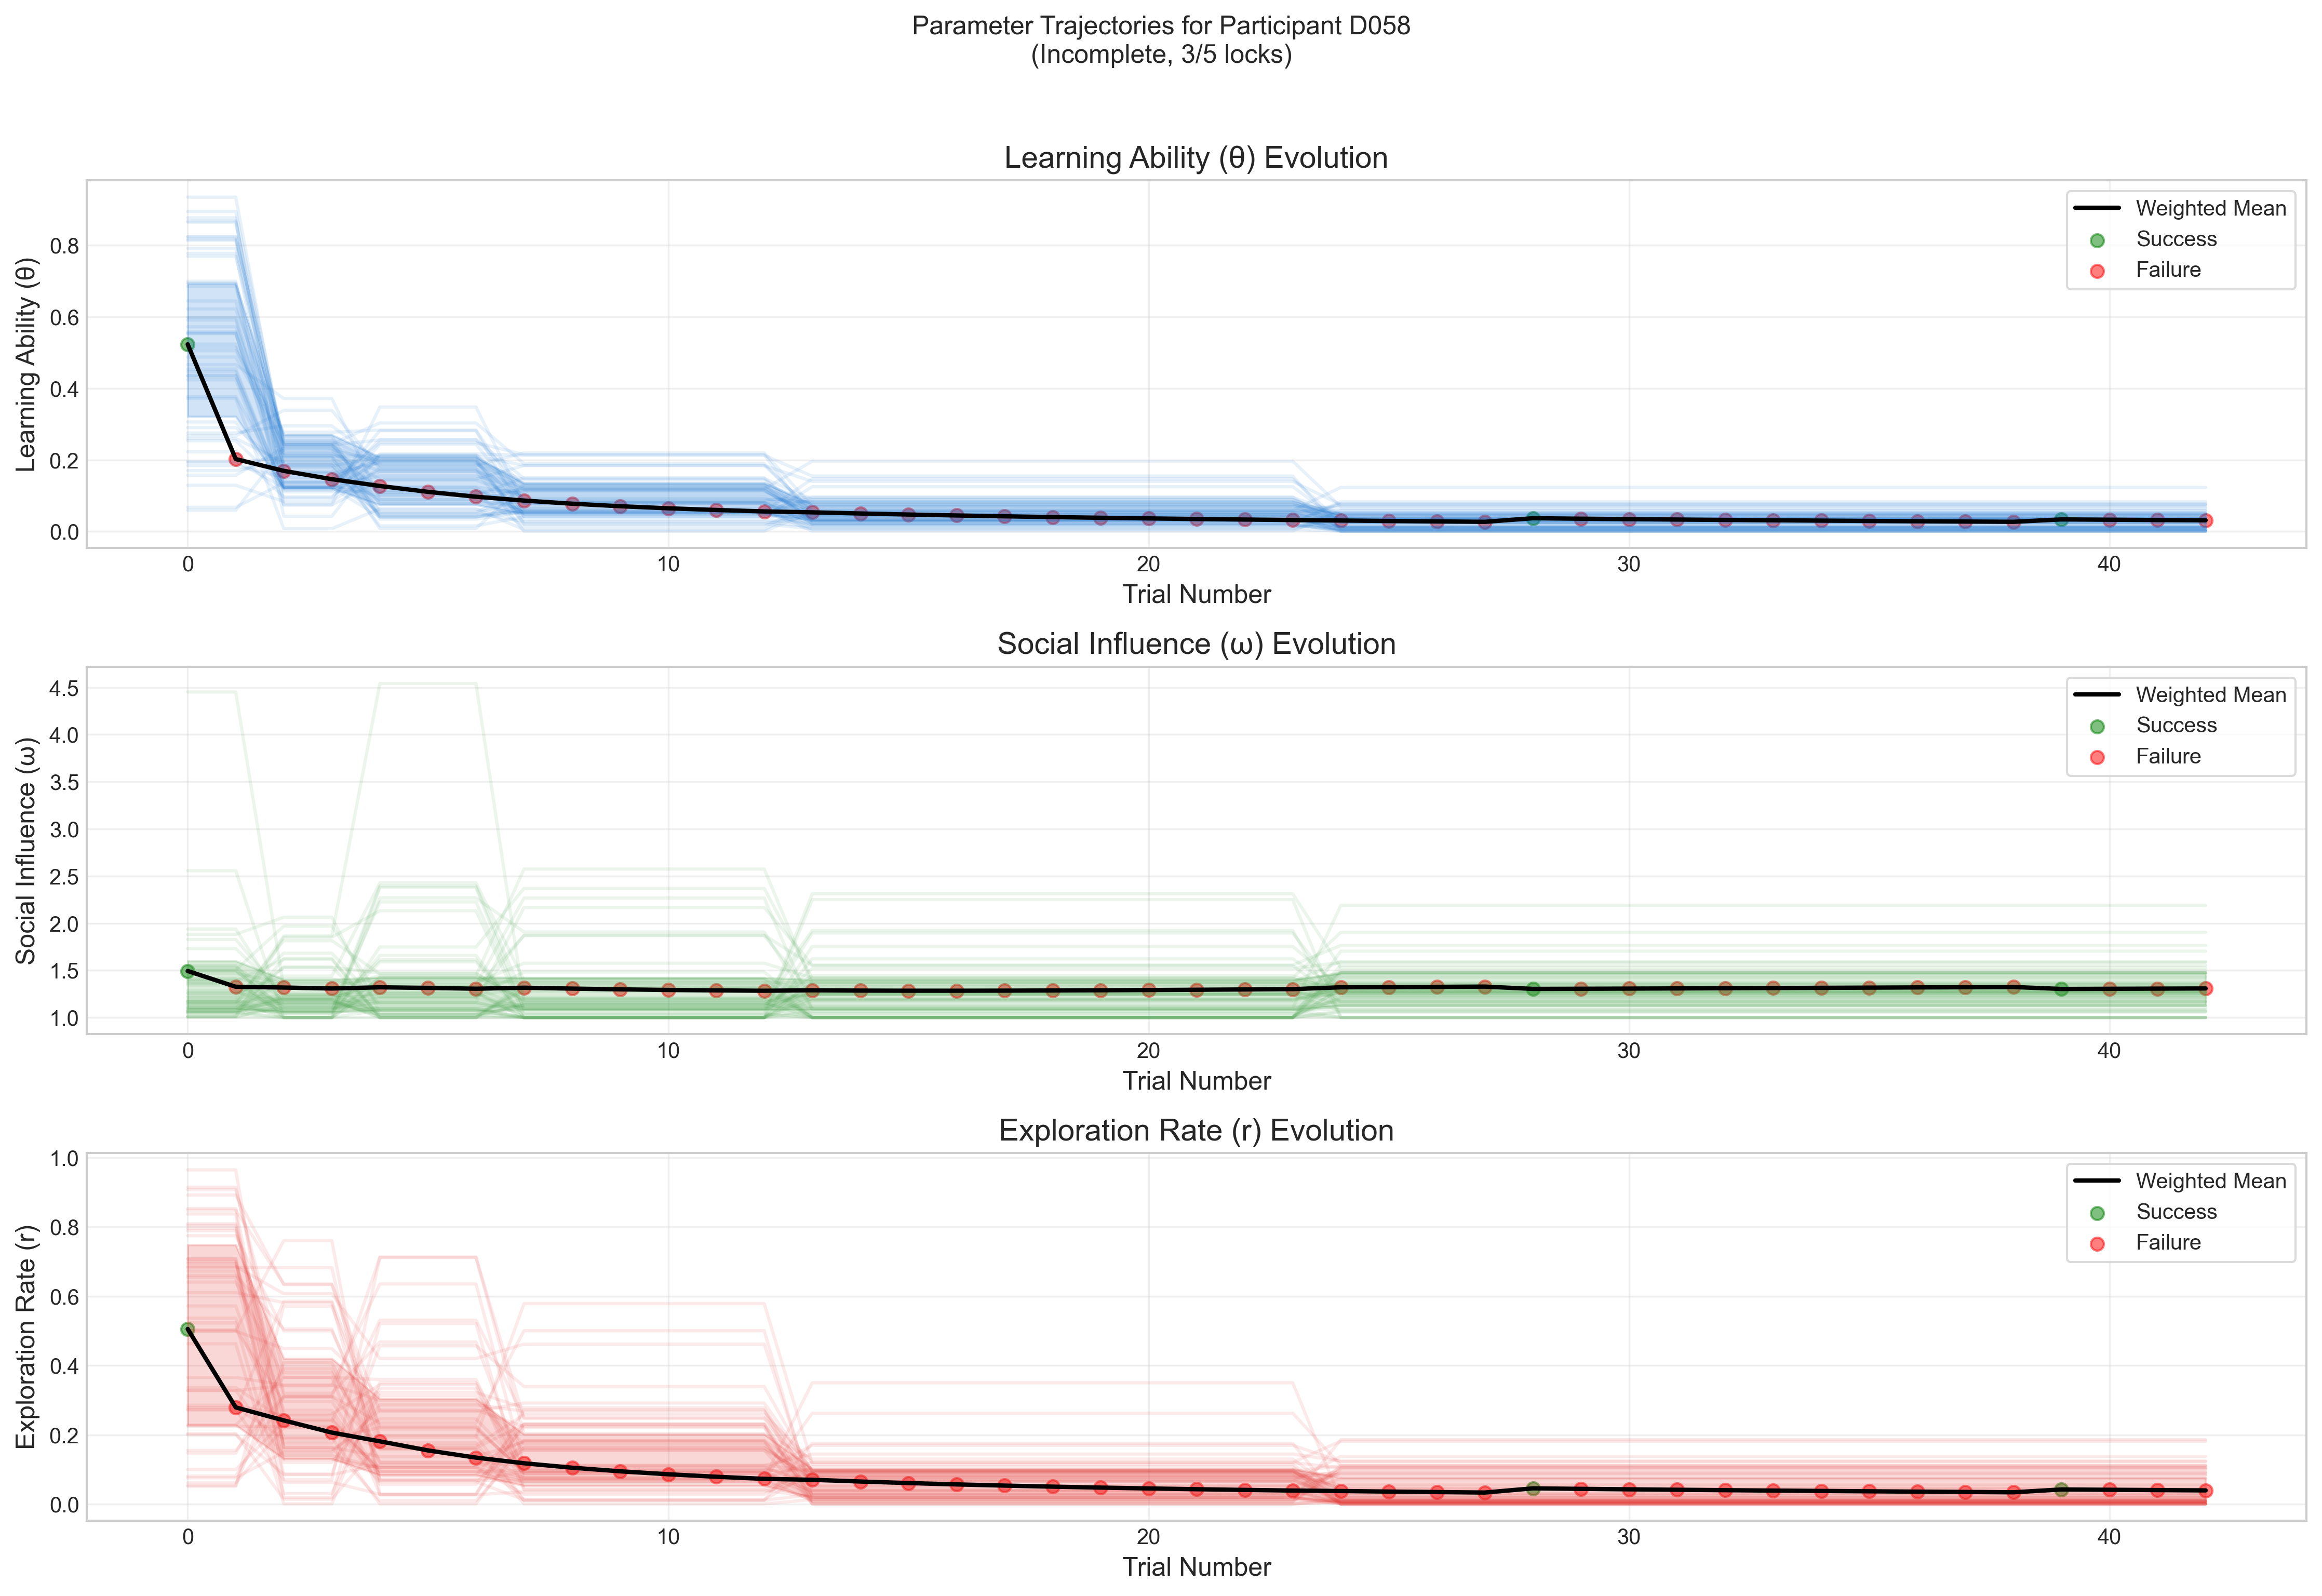 Parameter Trajectories for Participant D058
(Incomplete, 3/5 locks)
Learning Ability (θ) Evolution
Learning Ability (θ)
0.8
0.6
0.4
0.2
0.0
Weighted Mean
Success
Failure
0 10 20 30 40
Trial Number
Social Influence (ω) Evolution
Social Influence (ω)
4.5
4.0
3.5
3.0
2.5
2.0
1.5
1.0
Weighted Mean
Success
Failure
0 10 20 30 40
Trial Number
Exploration Rate (r) Evolution
Exploration Rate (r)
1.0
0.8
0.6
0.4
0.2
0.0
Weighted Mean
Success
Failure
0 10 20 30 40
Trial Number